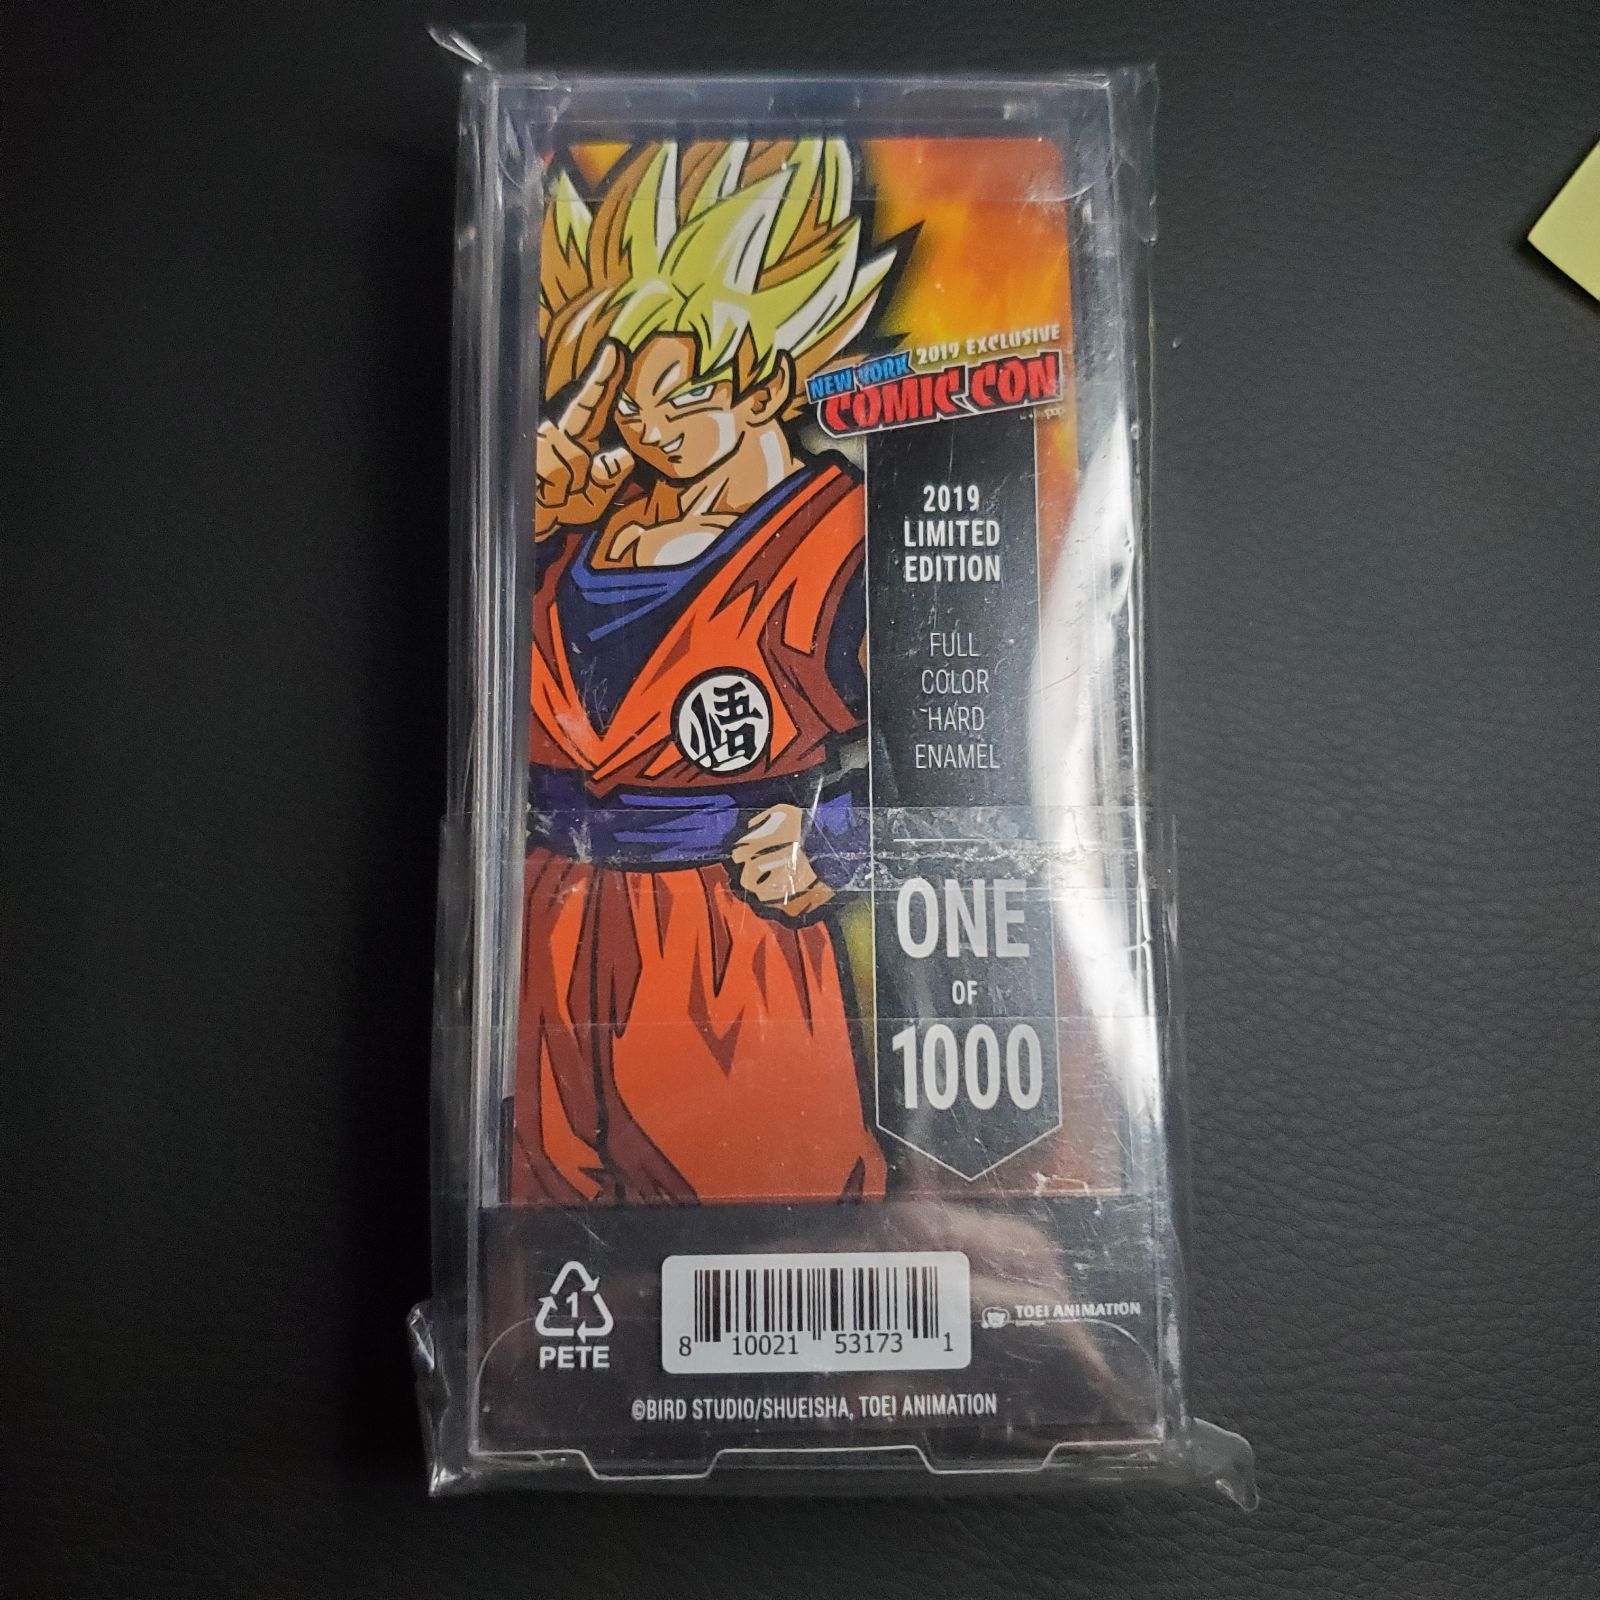 2019 EXCLUSIVE
NEW YORK
COMIC CON
2019
LIMITED
EDITION
FULL
COLOR
HARD
ENAMEL
悟
ONE
OF
1000
1
PETE
8 10021 53173 1
TOEI ANIMATION
©BIRD STUDIO/SHUEISHA, TOEI ANIMATION